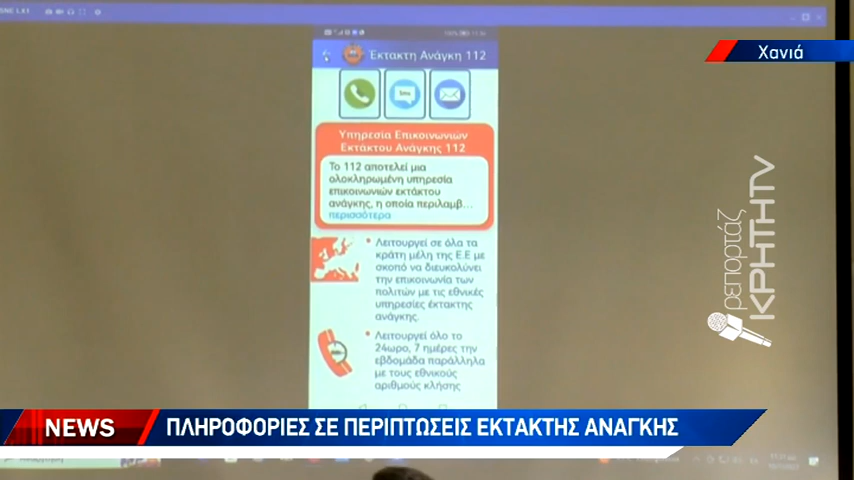 Έκτακτη Ανάγκη 112
sms
Υπηρεσία Επικοινωνιών
Εκτάκτου Ανάγκης 112
Το 112 αποτελεί μια
ολοκληρωμένη υπηρεσία
επικοινωνιών εκτάκτου
ανάγκης, η οποία περιλαμβ...
περισσότερα
Λειτουργεί σε όλα τα
κράτη μέλη της Ε.Ε με
σκοπό να διευκολύνει
την επικοινωνία των
πολιτών με τις εθνικές
υπηρεσίες έκτακτης
ανάγκης.
Λειτουργεί όλο το
24ωρο, 7 ημέρες την
εβδομάδα παράλληλα
με τους εθνικούς
αριθμούς κλήσης
Χανιά
ρεπορτάζ
ΚΡΗΤΗTV
NEWS
ΠΛΗΡΟΦΟΡΙΕΣ ΣΕ ΠΕΡΙΠΤΩΣΕΙΣ ΕΚΤΑΚΤΗΣ ΑΝΑΓΚΗΣ